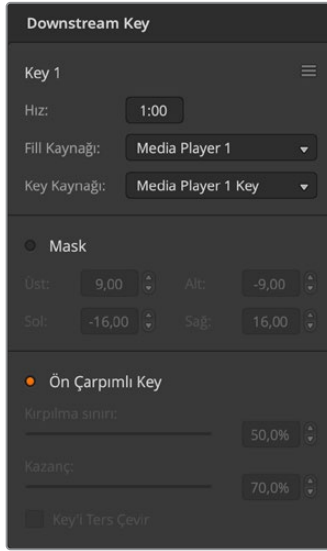 Downstream Key
Key 1
Hız: 1:00
Fill Kaynağı: Media Player 1
Key Kaynağı: Media Player 1 Key
Mask
Üst: 9,00 Alt: -9,00
Sol: -16,00 Sağ: 16,00
Ön Çarpımlı Key
Kırpılma sınırı:
50,0%
Kazanç:
70,0%
Key'i Ters Çevir